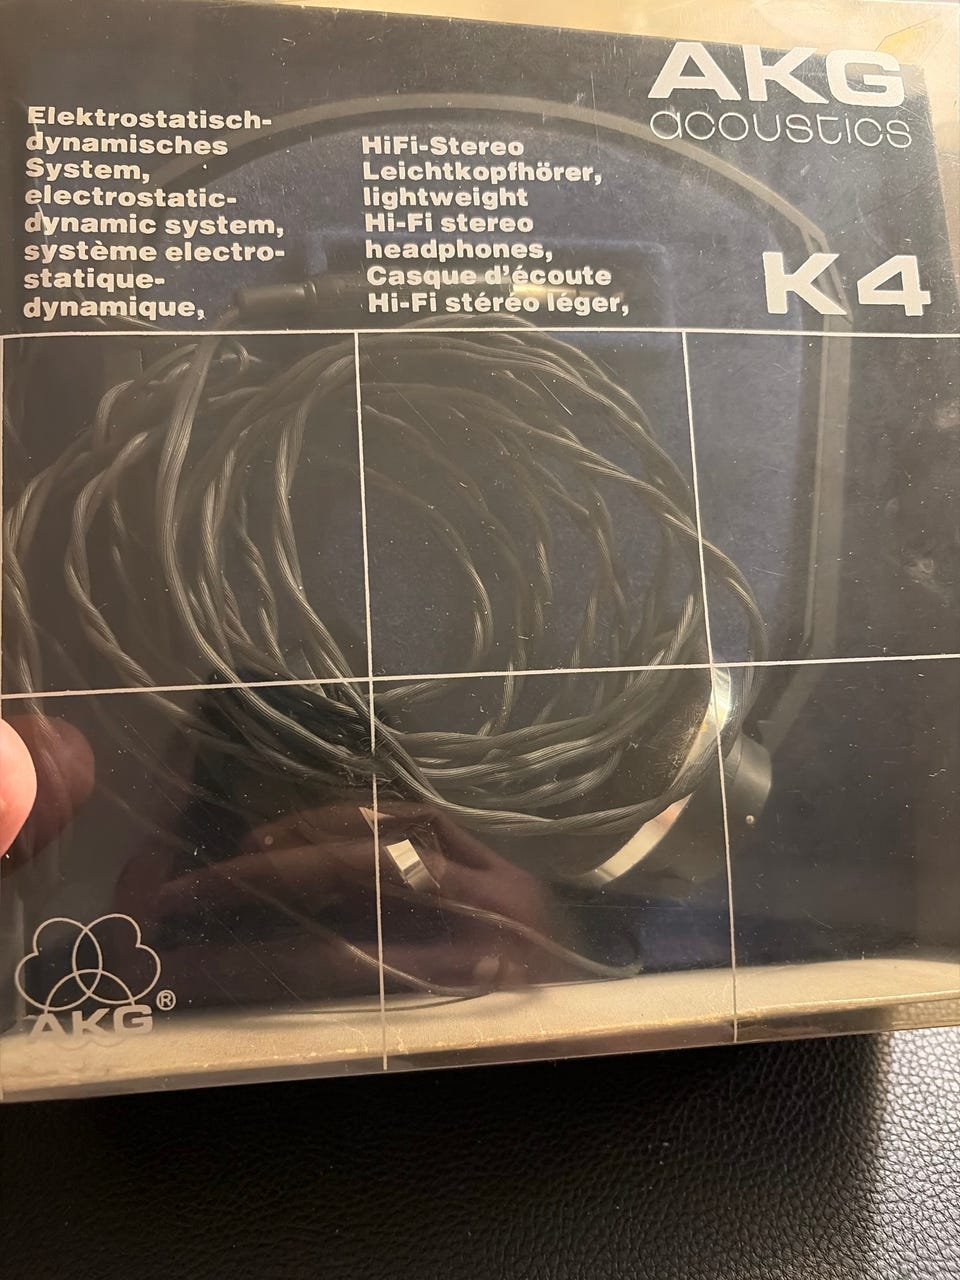 AKG
acoustics
Elektrostatisch-
dynamisches
System,
electrostatic-
dynamic system,
système electro-
statique-
dynamique,
HiFi-Stereo
Leichtkopfhörer,
lightweight
Hi-Fi stereo
headphones,
Casque d'écoute
Hi-Fi stéréo léger,
K4
AKG®